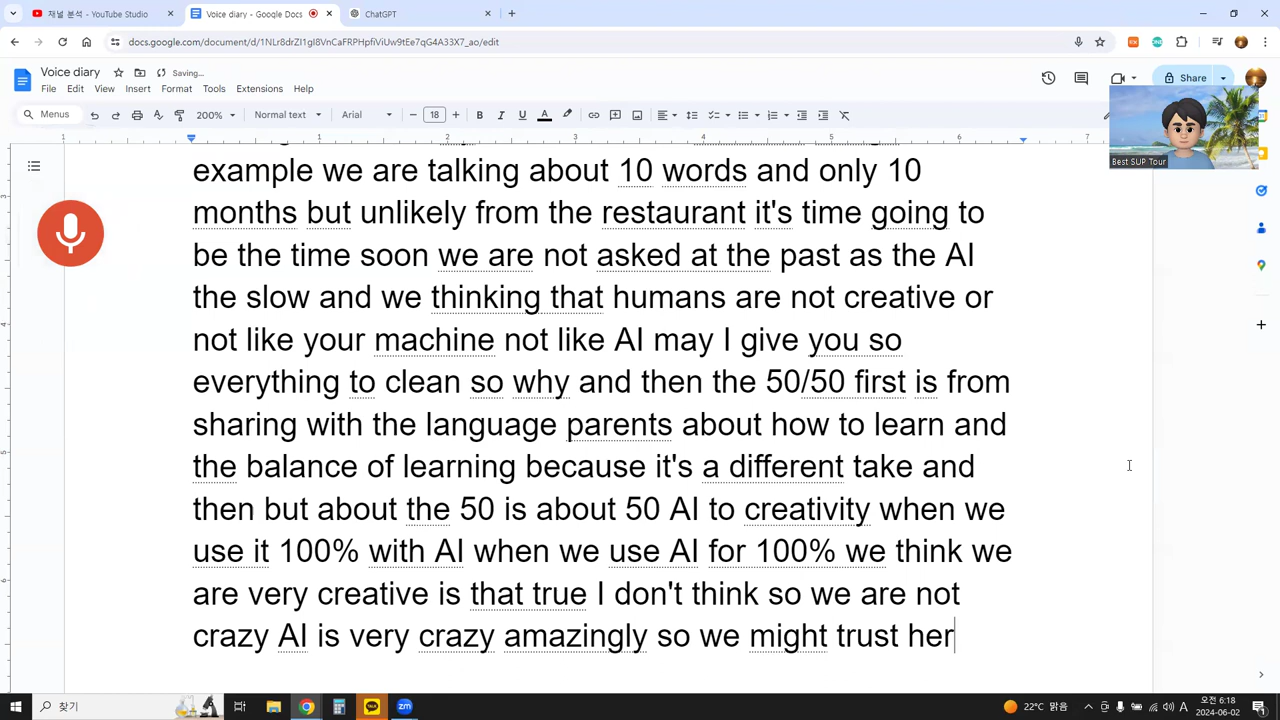 재널 분석 - YouTube Studio
Voice diary - Google Docs
ChatGPT
docs.google.com/document/d/1NLr8drZI1gI8VnCaFRPHpfiViUw9tEe7qG4A33X7_ao/edit
Voice diary
Saving...
File Edit View Insert Format Tools Extensions Help
Share
Menus
200%
Normal text
Arial
18
1 1 2 3 4 5 6 7
Best SUP Tour
example we are talking about 10 words and only 10
months but unlikely from the restaurant it's time going to
be the time soon we are not asked at the past as the AI
the slow and we thinking that humans are not creative or
not like your machine not like AI may I give you so
everything to clean so why and then the 50/50 first is from
sharing with the language parents about how to learn and
the balance of learning because it's a different take and
then but about the 50 is about 50 AI to creativity when we
use it 100% with AI when we use AI for 100% we think we
are very creative is that true I don't think so we are not
crazy AI is very crazy amazingly so we might trust her
찾기
22°C 맑음
A
오전 6:18
2024-06-02